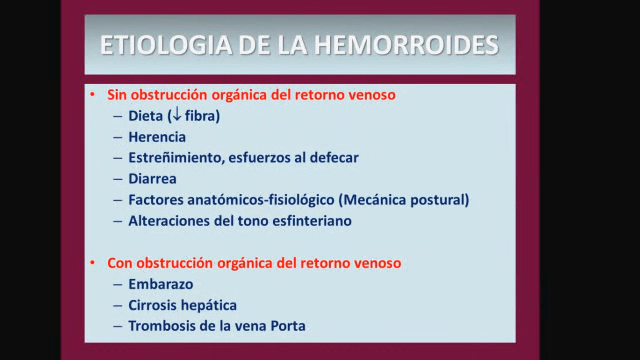 ETIOLOGIA DE LA HEMORROIDES
• Sin obstrucción orgánica del retorno venoso
– Dieta (↓ fibra)
– Herencia
– Estreñimiento, esfuerzos al defecar
– Diarrea
– Factores anatómicos-fisiológico (Mecánica postural)
– Alteraciones del tono esfinteriano
• Con obstrucción orgánica del retorno venoso
– Embarazo
– Cirrosis hepática
– Trombosis de la vena Porta